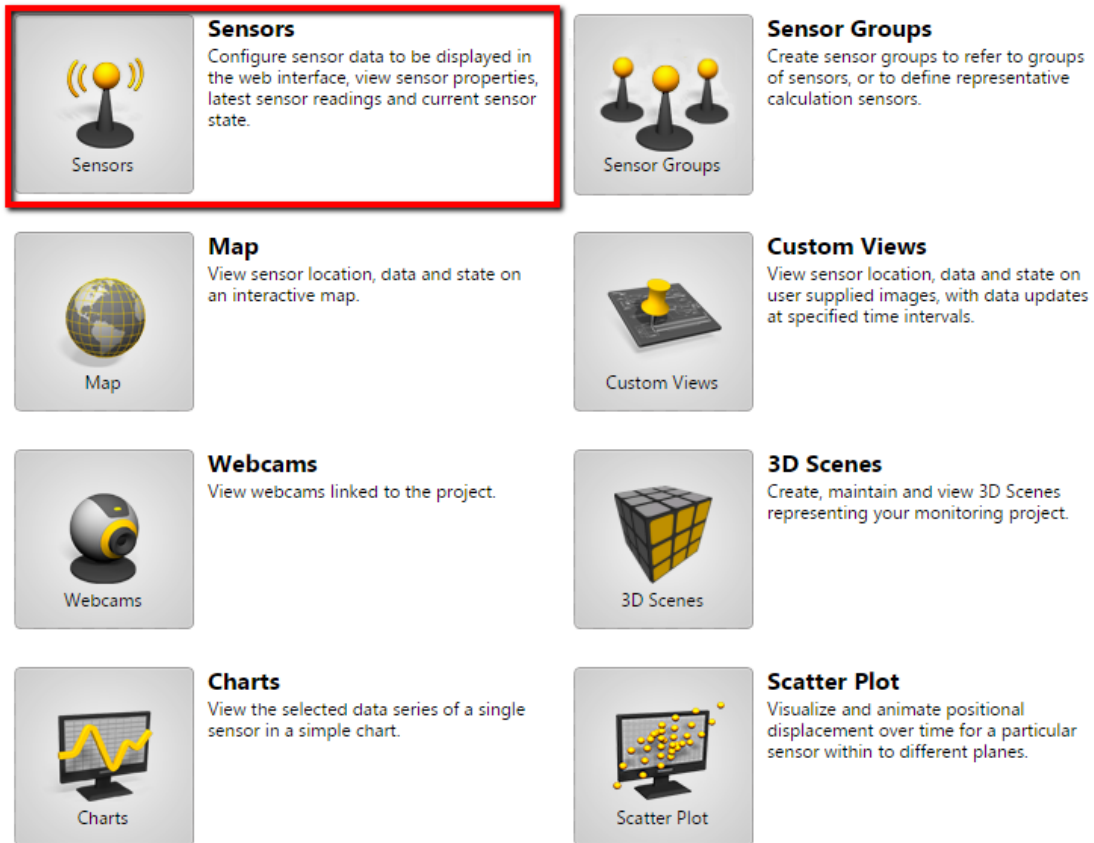 Sensors
Configure sensor data to be displayed in
the web interface, view sensor properties,
latest sensor readings and current sensor
state.
Sensors
Sensor Groups
Create sensor groups to refer to groups
of sensors, or to define representative
calculation sensors.
Sensor Groups
Map
View sensor location, data and state on
an interactive map.
Map
Custom Views
View sensor location, data and state on
user supplied images, with data updates
at specified time intervals.
Custom Views
Webcams
View webcams linked to the project.
Webcams
3D Scenes
Create, maintain and view 3D Scenes
representing your monitoring project.
3D Scenes
Charts
View the selected data series of a single
sensor in a simple chart.
Charts
Scatter Plot
Visualize and animate positional
displacement over time for a particular
sensor within to different planes.
Scatter Plot